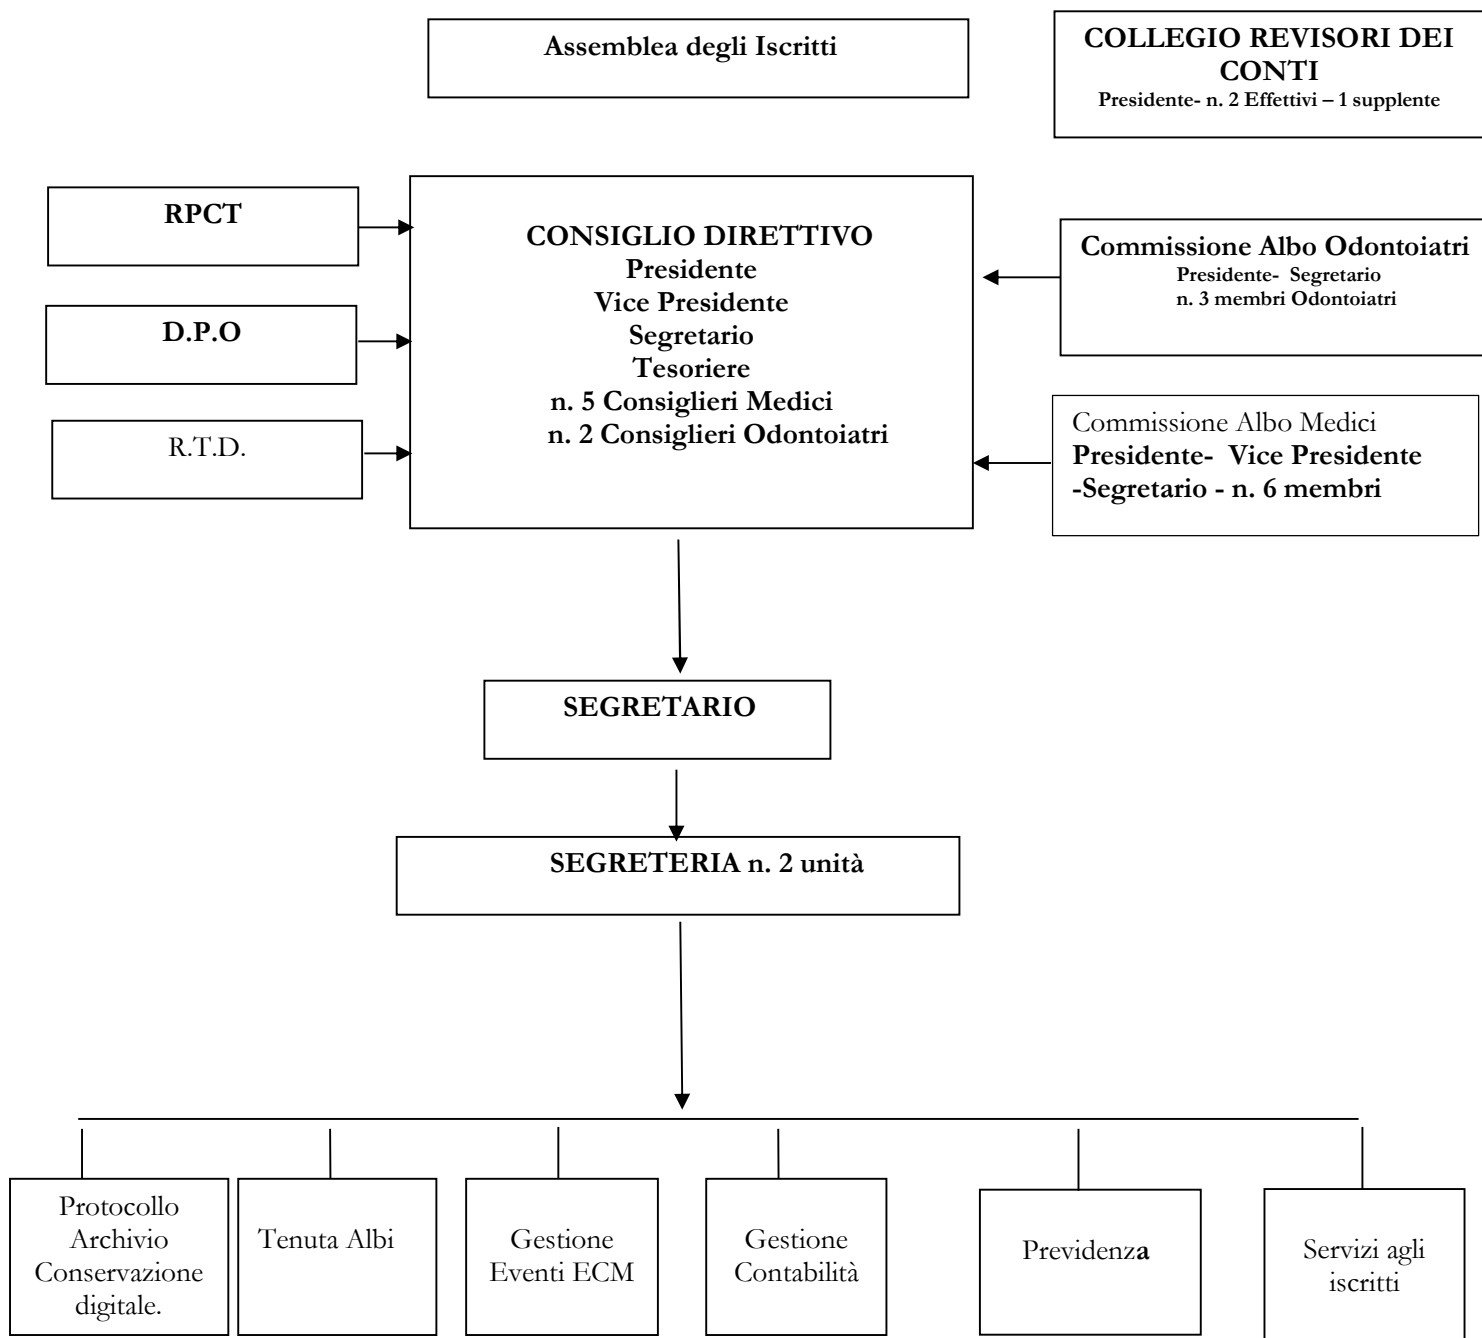 Assemblea degli Iscritti
COLLEGIO REVISORI DEI
CONTI
Presidente- n. 2 Effettivi – 1 supplente
RPCT
D.P.O
R.T.D.
CONSIGLIO DIRETTIVO
Presidente
Vice Presidente
Segretario
Tesoriere
n. 5 Consiglieri Medici
n. 2 Consiglieri Odontoiatri
Commissione Albo Odontoiatri
Presidente- Segretario
n. 3 membri Odontoiatri
Commissione Albo Medici
Presidente- Vice Presidente
-Segretario - n. 6 membri
SEGRETARIO
SEGRETERIA n. 2 unità
Protocollo
Archivio
Conservazione
digitale.
Tenuta Albi
Gestione
Eventi ECM
Gestione
Contabilità
Previdenza
Servizi agli
iscritti